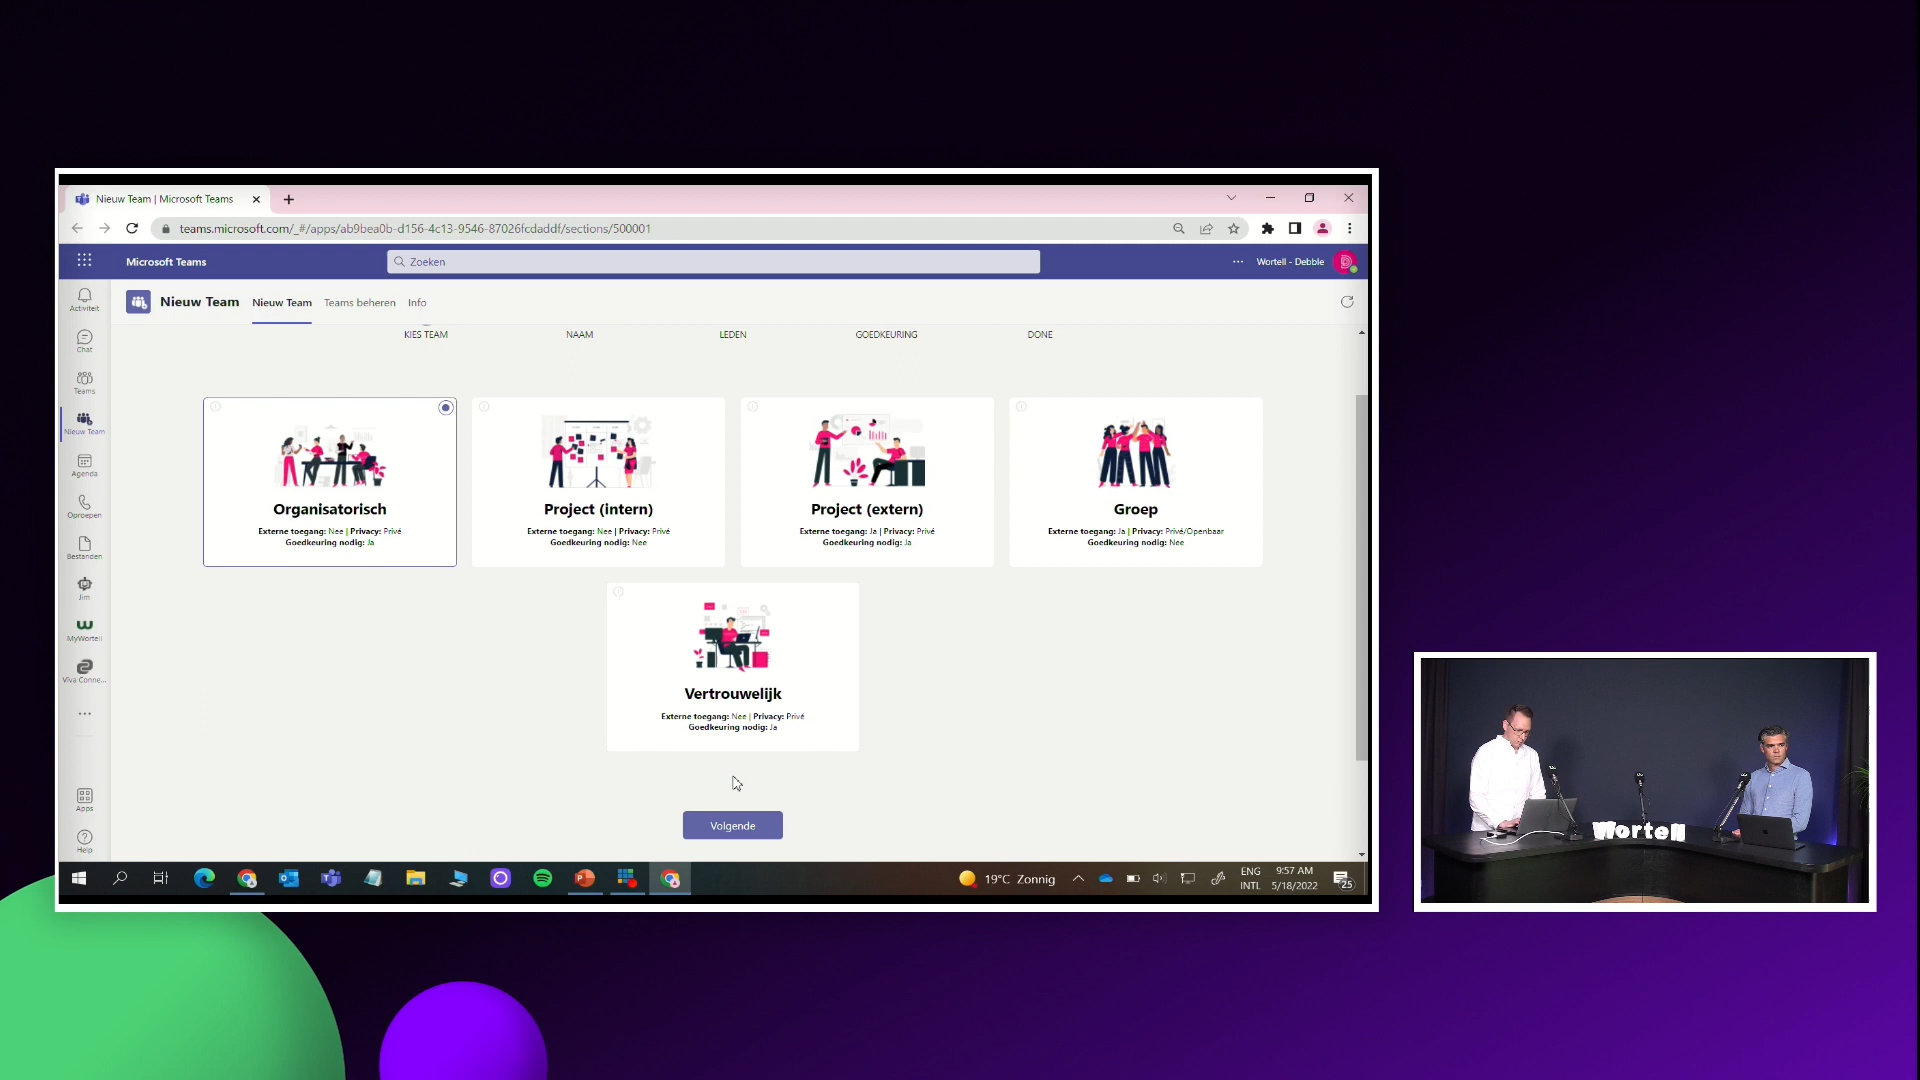 Nieuw Team | Microsoft Teams
teams.microsoft.com/_#/apps/ab9bea0b-d156-4c13-9546-87026fcdaddf/sections/500001
Microsoft Teams
Zoeken
Wortell - Debble
D
Nieuw Team
Nieuw Team
Teams beheren
Info
Activiteit
Chat
Teams
Nieuw Team
Agenda
Oproepen
Bestanden
Jim
MyWortell
Viva Conne...
Apps
Help
KIES TEAM
NAAM
LEDEN
GOEDKEURING
DONE
Organisatorisch
Externe toegang: Nee | Privacy: Privé
Goedkeuring nodig: Ja
Project (intern)
Externe toegang: Nee | Privacy: Privé
Goedkeuring nodig: Nee
Project (extern)
Externe toegang: Ja | Privacy: Privé
Goedkeuring nodig: Ja
Groep
Externe toegang: Ja | Privacy: Privé/Openbaar
Goedkeuring nodig: Nee
Vertrouwelijk
Externe toegang: Nee | Privacy: Privé
Goedkeuring nodig: Ja
Volgende
19°C Zonnig
ENG
INTL
9:57 AM
5/18/2022
25
Wortell